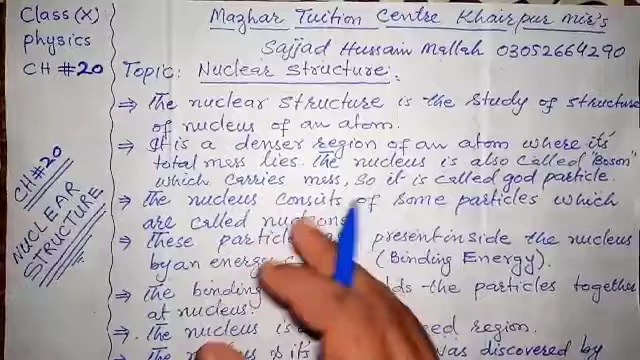 Class (X)
physics
CH #20
Mazhar Tuition Centre Khairpur mir's
Sajjad Hussain Mallah 03052664290
Topic: Nuclear Structure:
⇒ The nuclear structure is the study of structure
of nucleus of an atom.
⇒ It is a denser region of an atom where it's
total mass lies. The nucleus is also called "Boson"
which carries mass, so it is called god particle.
⇒ The nucleus consists of some particles which
are called nucleons
⇒ These particle present inside the nucleus
by an energy (Binding Energy).
⇒ The binding the particles together
at nucleus.
⇒ The nucleus is region.
⇒ The it's was discovered by
CH #20
NUCLEAR
STRUCTURE